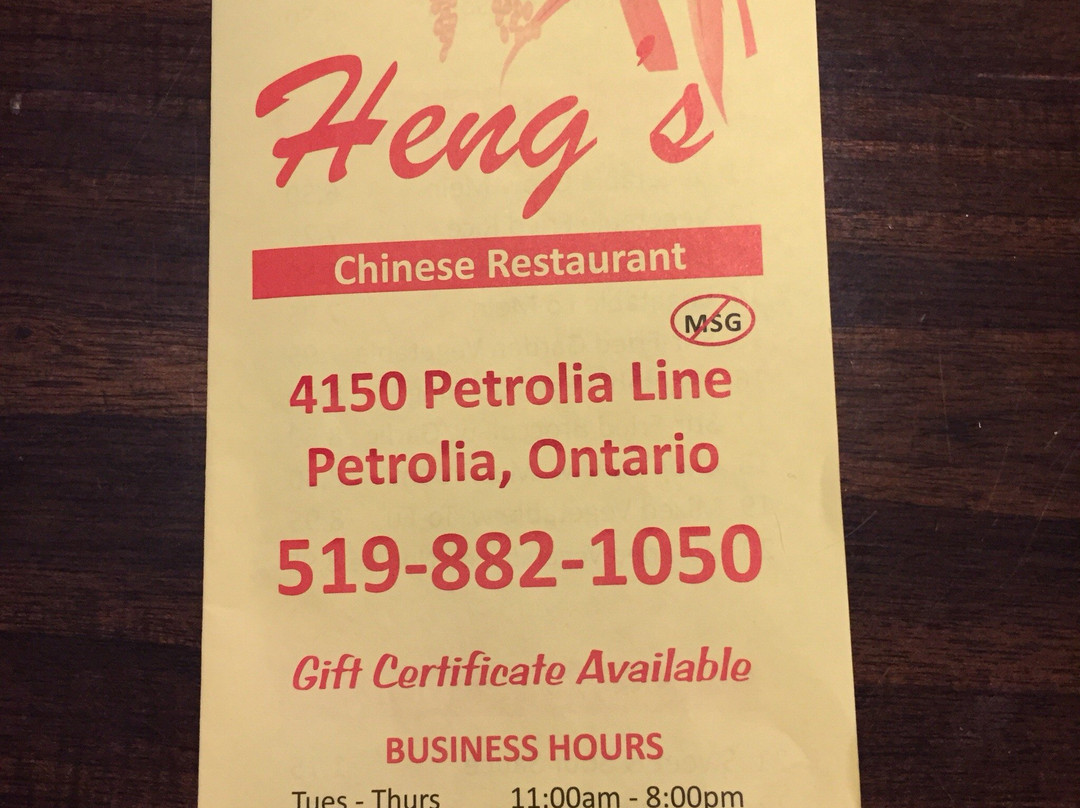 Heng's
Chinese Restaurant
MSG
4150 Petrolia Line
Petrolia, Ontario
519-882-1050
Gift Certificate Available
BUSINESS HOURS
Tues - Thurs 11:00am - 8:00pm